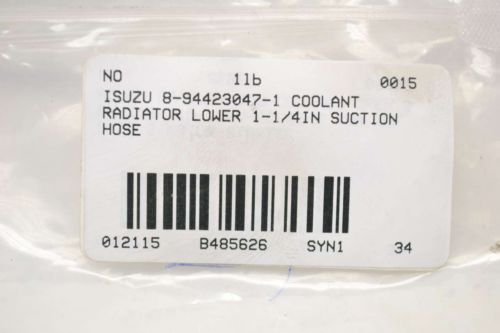 NO 1lb 0015
ISUZU 8-94423047-1 COOLANT
RADIATOR LOWER 1-1/4IN SUCTION
HOSE
012115 B485626 SYN1 34